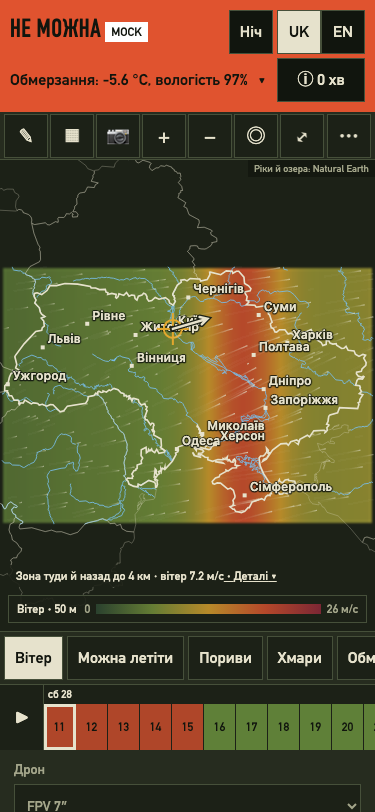 НЕ МОЖНА МОСК
Ніч UK EN
Обмерзання: -5.6 °C, вологість 97% ▾
ⓘ 0 хв
Ріки й озера: Natural Earth
Чернігів
Суми
Рівне
Київ
Житомир
Харків
Львів
Полтава
Вінниця
Ужгород
Дніпро
Запоріжжя
Миколаїв
Одеса
Херсон
Сімферополь
Зона туди й назад до 4 км · вітер 7.2 м/с · Деталі ▾
Вітер · 50 м 0 26 м/с
Вітер Можна летіти Пориви Хмари Обм
сб 28
11 12 13 14 15 16 17 18 19 20
Дрон
FPV 7″